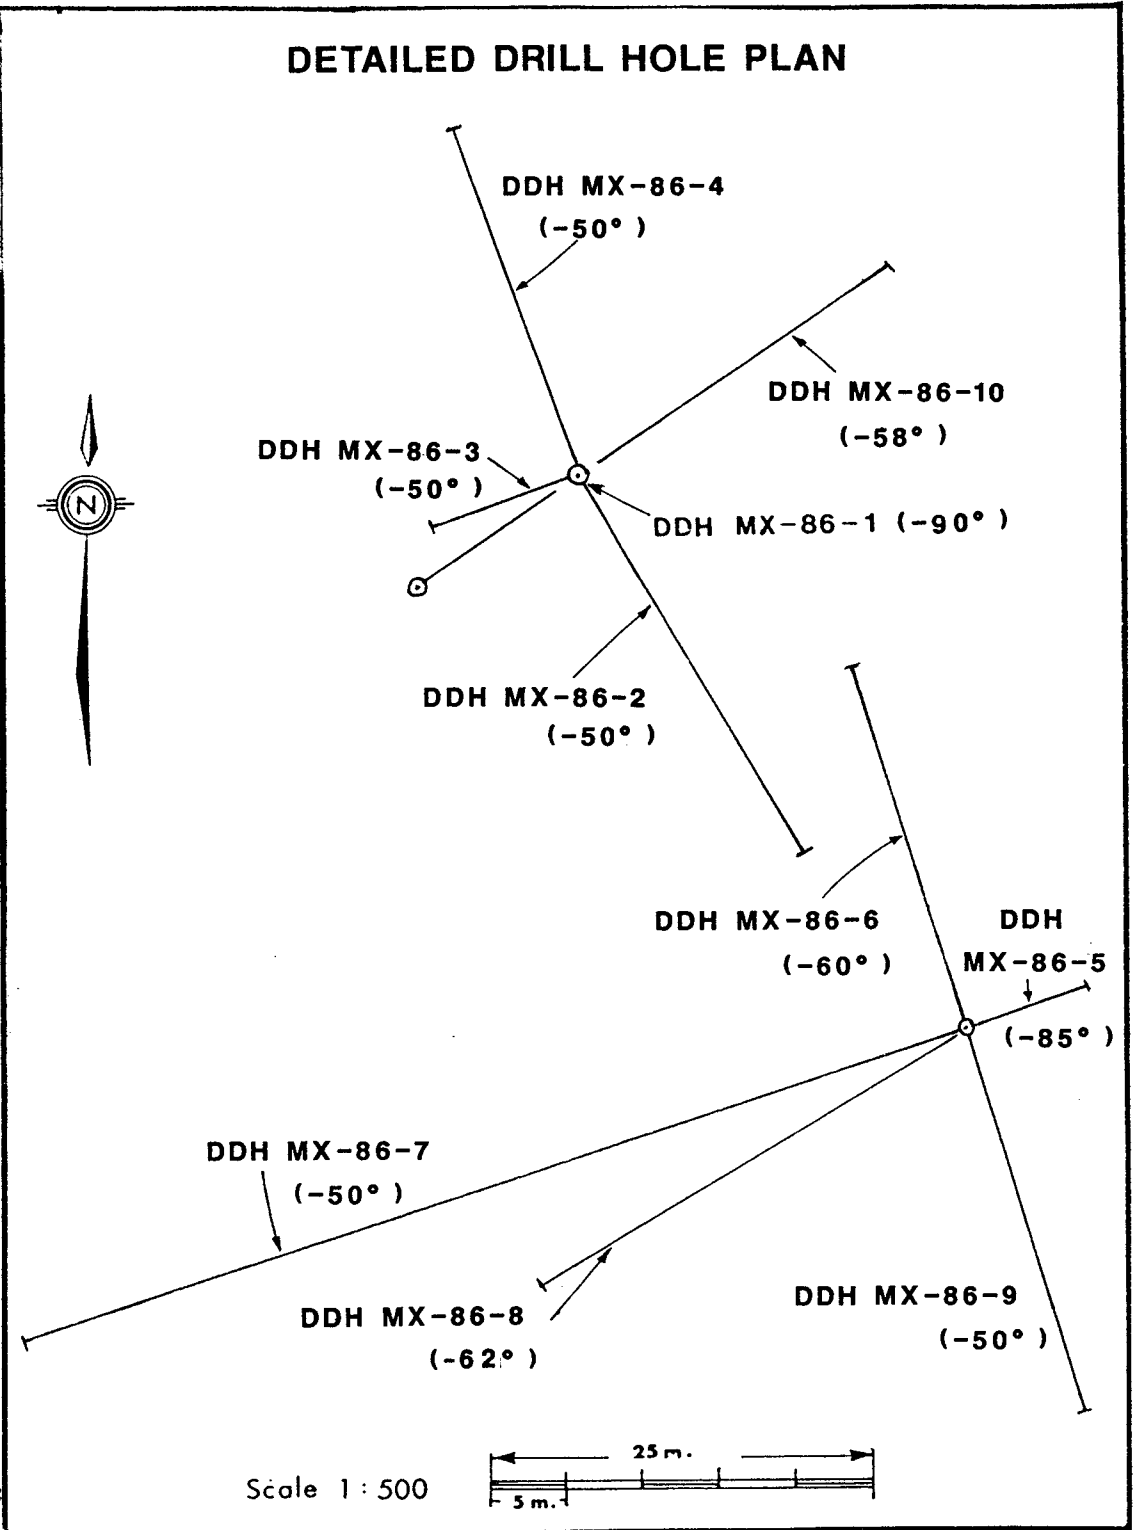 DETAILED DRILL HOLE PLAN
DDH MX-86-4
(-50° )
DDH MX-86-10
(-58° )
DDH MX-86-3
(-50° )
DDH MX-86-1 (-90° )
N
DDH MX-86-2
(-50° )
DDH MX-86-6
(-60° )
DDH
MX-86-5
(-85° )
DDH MX-86-7
(-50° )
DDH MX-86-8
(-62° )
DDH MX-86-9
(-50° )
25 m.
Scale 1 : 500
5 m.